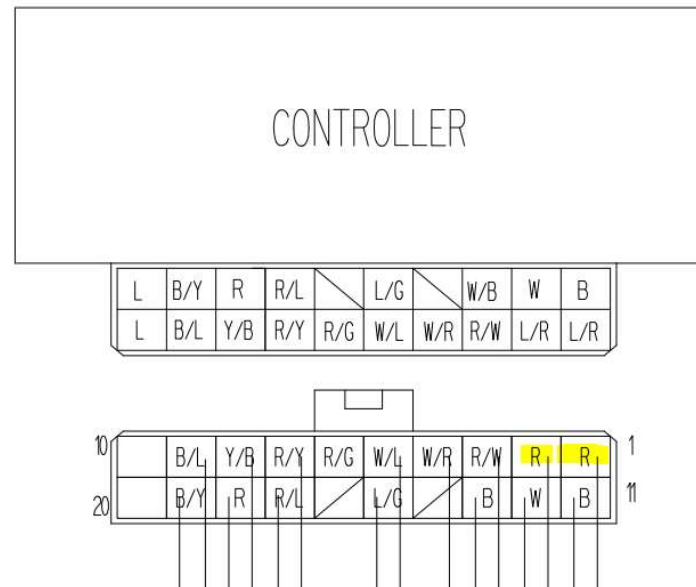 CONTROLLER
L B/Y R R/L L/G W/B W B
L B/L Y/B R/Y R/G W/L W/R R/W L/R L/R
10 B/L Y/B R/Y R/G W/L W/R R/W R R 1
20 B/Y R R/L L/G B W B 11